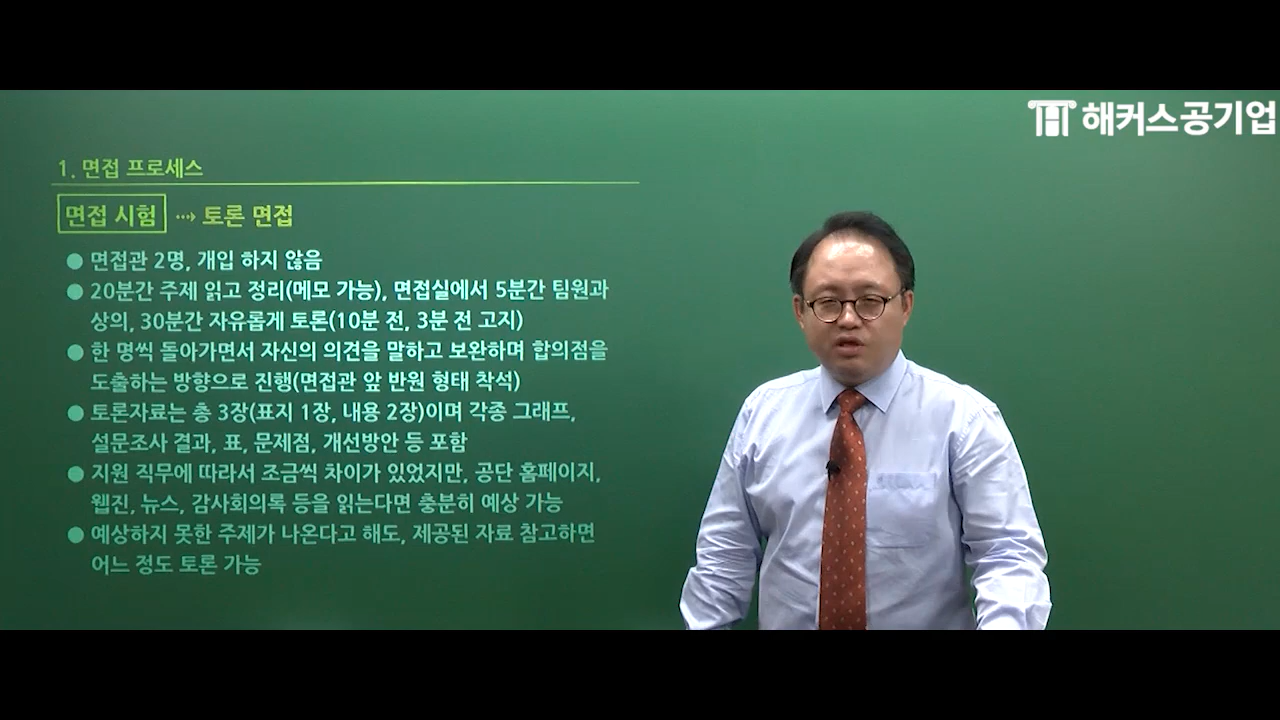 해커스공기업
1. 면접 프로세스
면접 시험 ⋯→ 토론 면접
● 면접관 2명, 개입 하지 않음
● 20분간 주제 읽고 정리(메모 가능), 면접실에서 5분간 팀원과
상의, 30분간 자유롭게 토론(10분 전, 3분 전 고지)
● 한 명씩 돌아가면서 자신의 의견을 말하고 보완하며 합의점을
도출하는 방향으로 진행(면접관 앞 반원 형태 착석)
● 토론자료는 총 3장(표지 1장, 내용 2장)이며 각종 그래프,
설문조사 결과, 표, 문제점, 개선방안 등 포함
● 지원 직무에 따라서 조금씩 차이가 있었지만, 공단 홈페이지,
웹진, 뉴스, 감사회의록 등을 읽는다면 충분히 예상 가능
● 예상하지 못한 주제가 나온다고 해도, 제공된 자료 참고하면
어느 정도 토론 가능